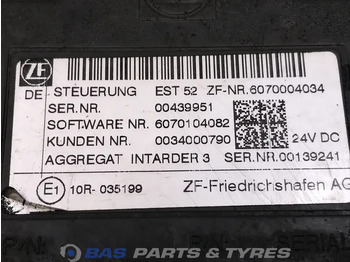 ZF
DE STEUERUNG EST 52 ZF-NR.6070004034
SER.NR. 00439951
SOFTWARE NR. 6070104082
KUNDEN NR. 0034000790 24V DC
AGGREGAT INTARDER 3 SER.NR.00139241
E1 10R- 035199 ZF-Friedrichshafen AG
BAS PARTS & TYRES